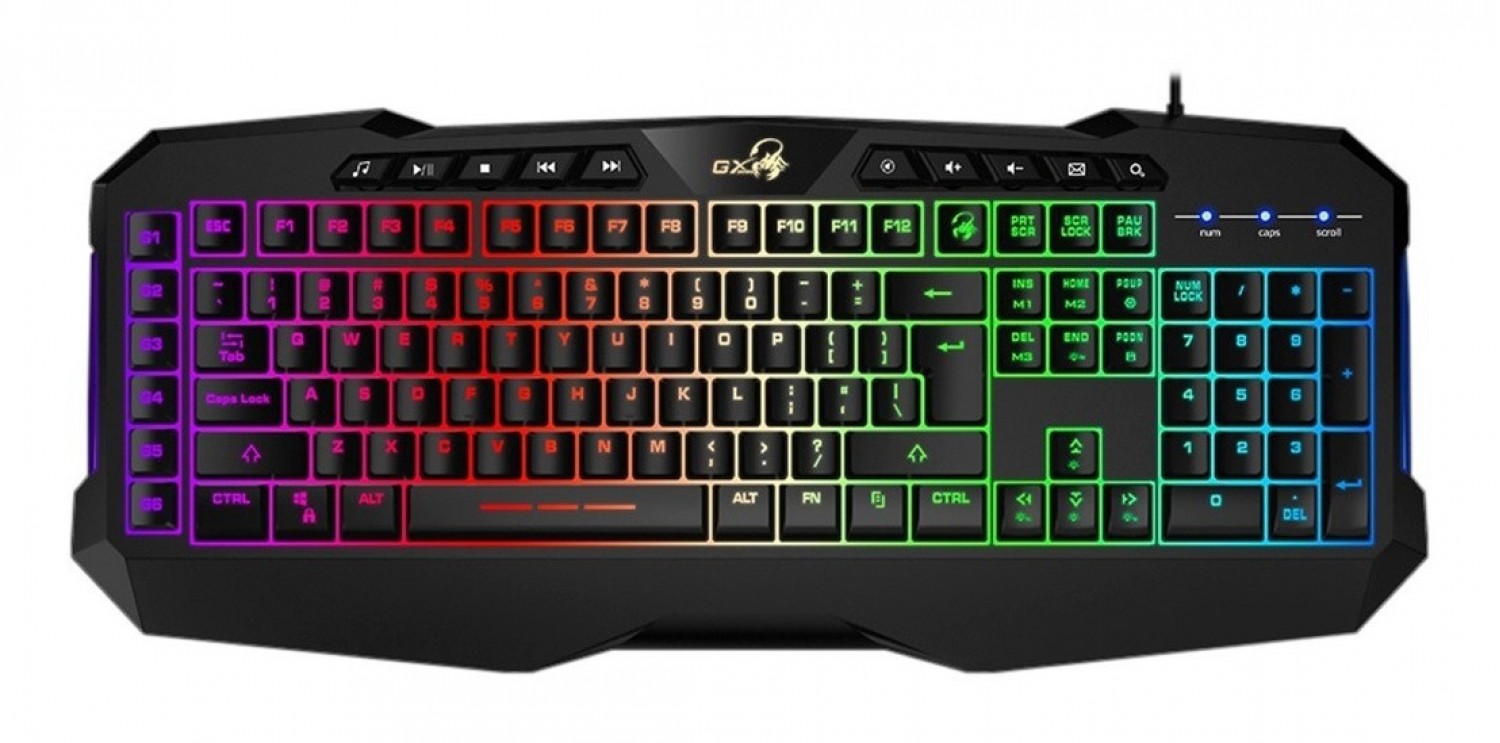 GX
G1 ESC F1 F2 F3 F4 F5 F6 F7 F8 F9 F10 F11 F12 PRT SCR SCR LOCK PAU BRK
num caps scroll
G2 ! 1 @ 2 # 3 $ 4 % 5 ^ 6 & 7 * 8 ( 9 ) 0 - - + = INS M1 HOME M2 PGUP NUM LOCK / * -
G3 Tab Q W E R T Y U I O P { [ } ] DEL M3 END PGDN 7 8 9 +
G4 Caps Lock A S D F G H J K L : ; | \ 4 5 6
G5 Z X C V B N M < , > . ? / 1 2 3
G6 CTRL ALT ALT FN CTRL 0 . DEL